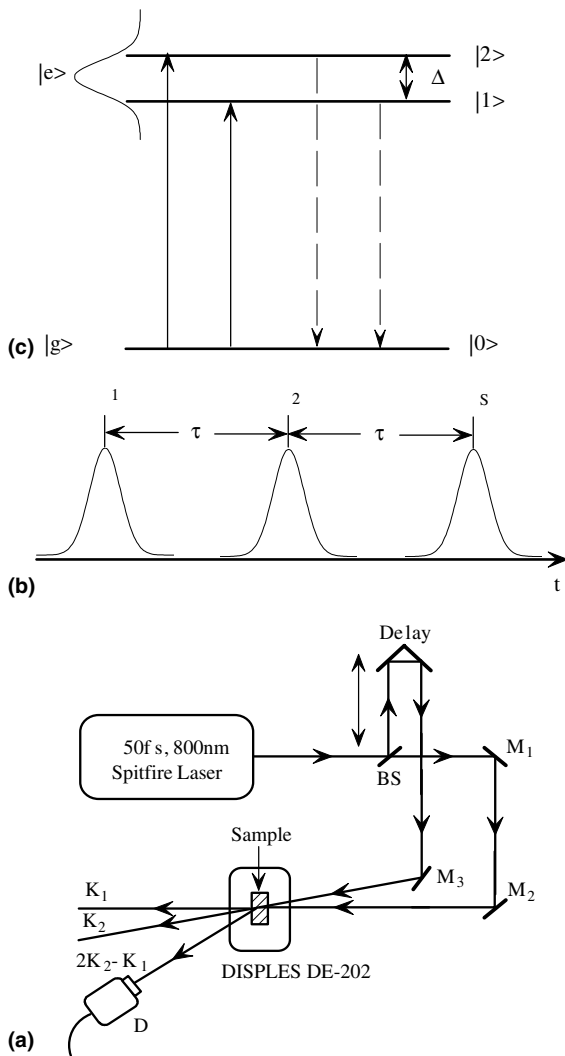 |e>
|2>
Δ
|1>
(c)
|g>
|0>
1
2
S
τ
τ
t
(b)
Delay
50f s, 800nm
Spitfire Laser
BS
M1
Sample
M3
M2
K1
K2
2K2- K1
DISPLES DE-202
D
(a)